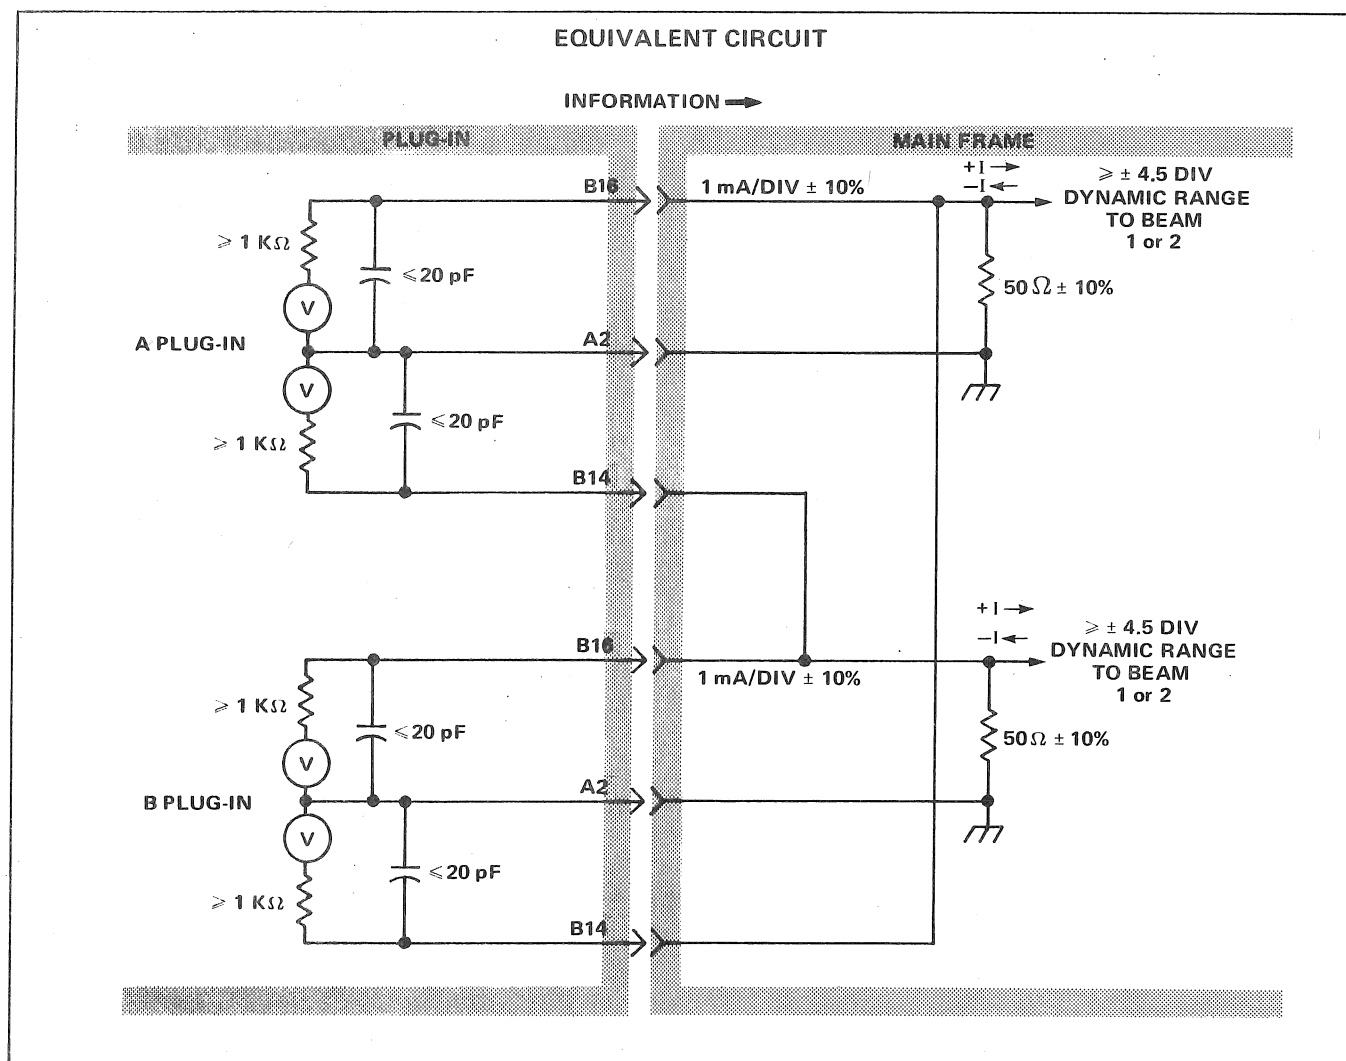 EQUIVALENT CIRCUIT
INFORMATION
PLUG-IN
MAIN FRAME
B16
1 mA/DIV ± 10%
+I
−I
≥ ± 4.5 DIV
DYNAMIC RANGE
TO BEAM
1 or 2
≥ 1 KΩ
≤20 pF
50 Ω ± 10%
V
A PLUG-IN
A2
V
≥ 1 KΩ
≤20 pF
B14
+I
−I
≥ ± 4.5 DIV
DYNAMIC RANGE
TO BEAM
1 or 2
B16
1 mA/DIV ± 10%
≥ 1 KΩ
≤20 pF
50Ω ± 10%
V
B PLUG-IN
A2
V
≥ 1 KΩ
≤20 pF
B14